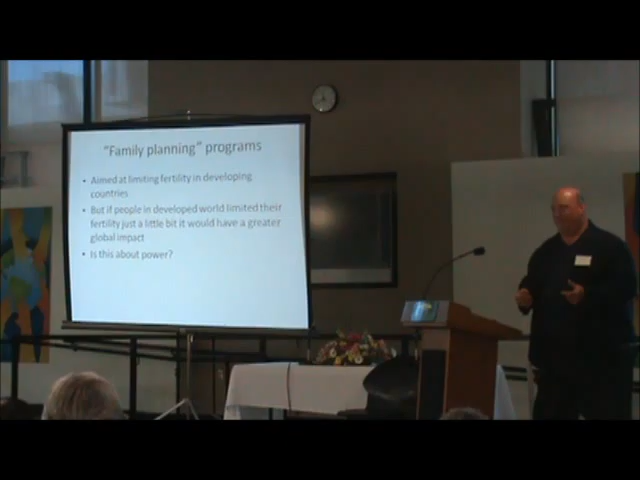 "Family planning" programs
• Aimed at limiting fertility in developing
countries
• But if people in developed world limited their
fertility just a little bit it would have a greater
global impact
• Is this about power?